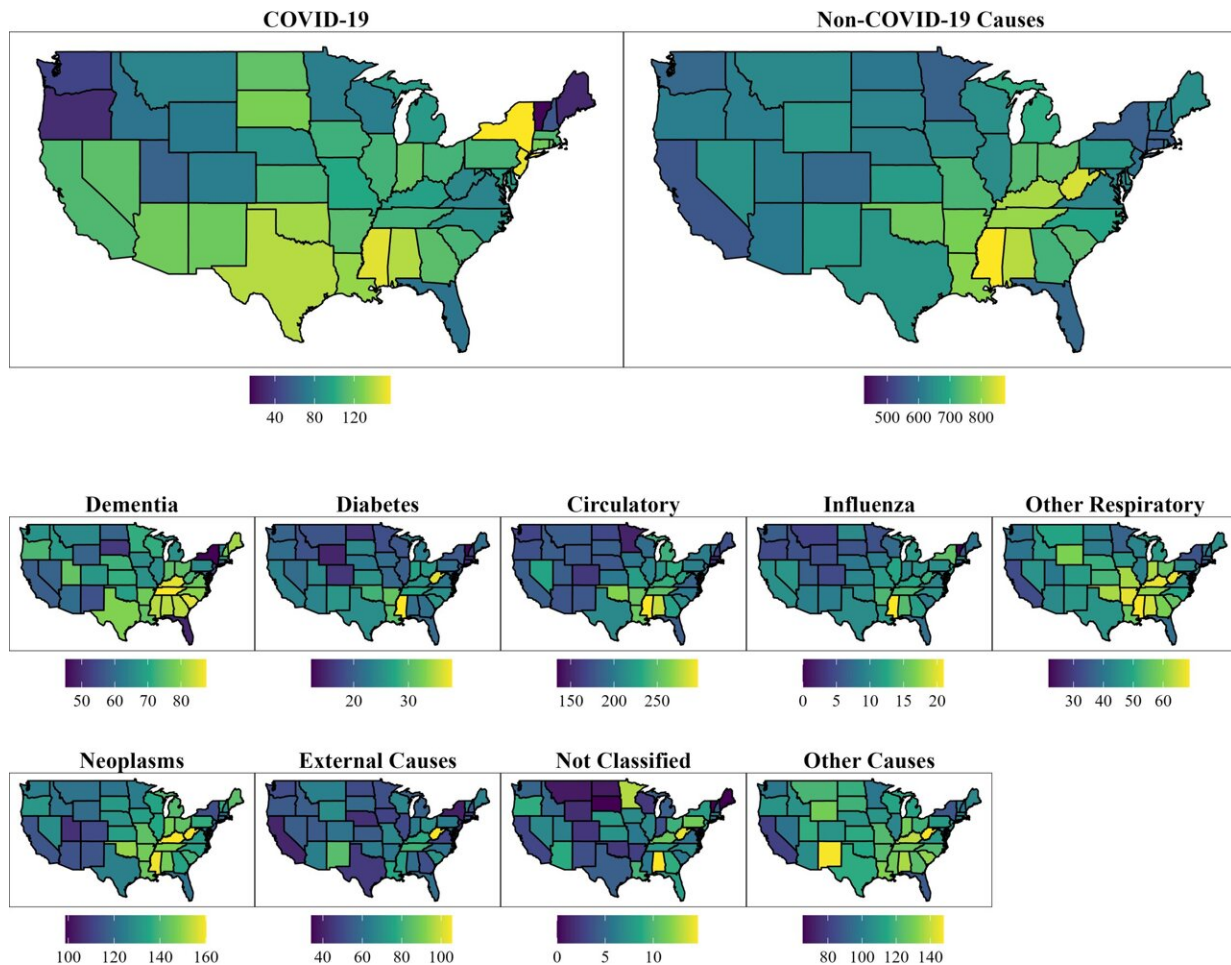 COVID-19 Non-COVID-19 Causes
40 80 120 500 600 700 800
Dementia Diabetes Circulatory Influenza Other Respiratory
50 60 70 80 20 30 150 200 250 0 5 10 15 20 30 40 50 60
Neoplasms External Causes Not Classified Other Causes
100 120 140 160 40 60 80 100 0 5 10 80 100 120 140